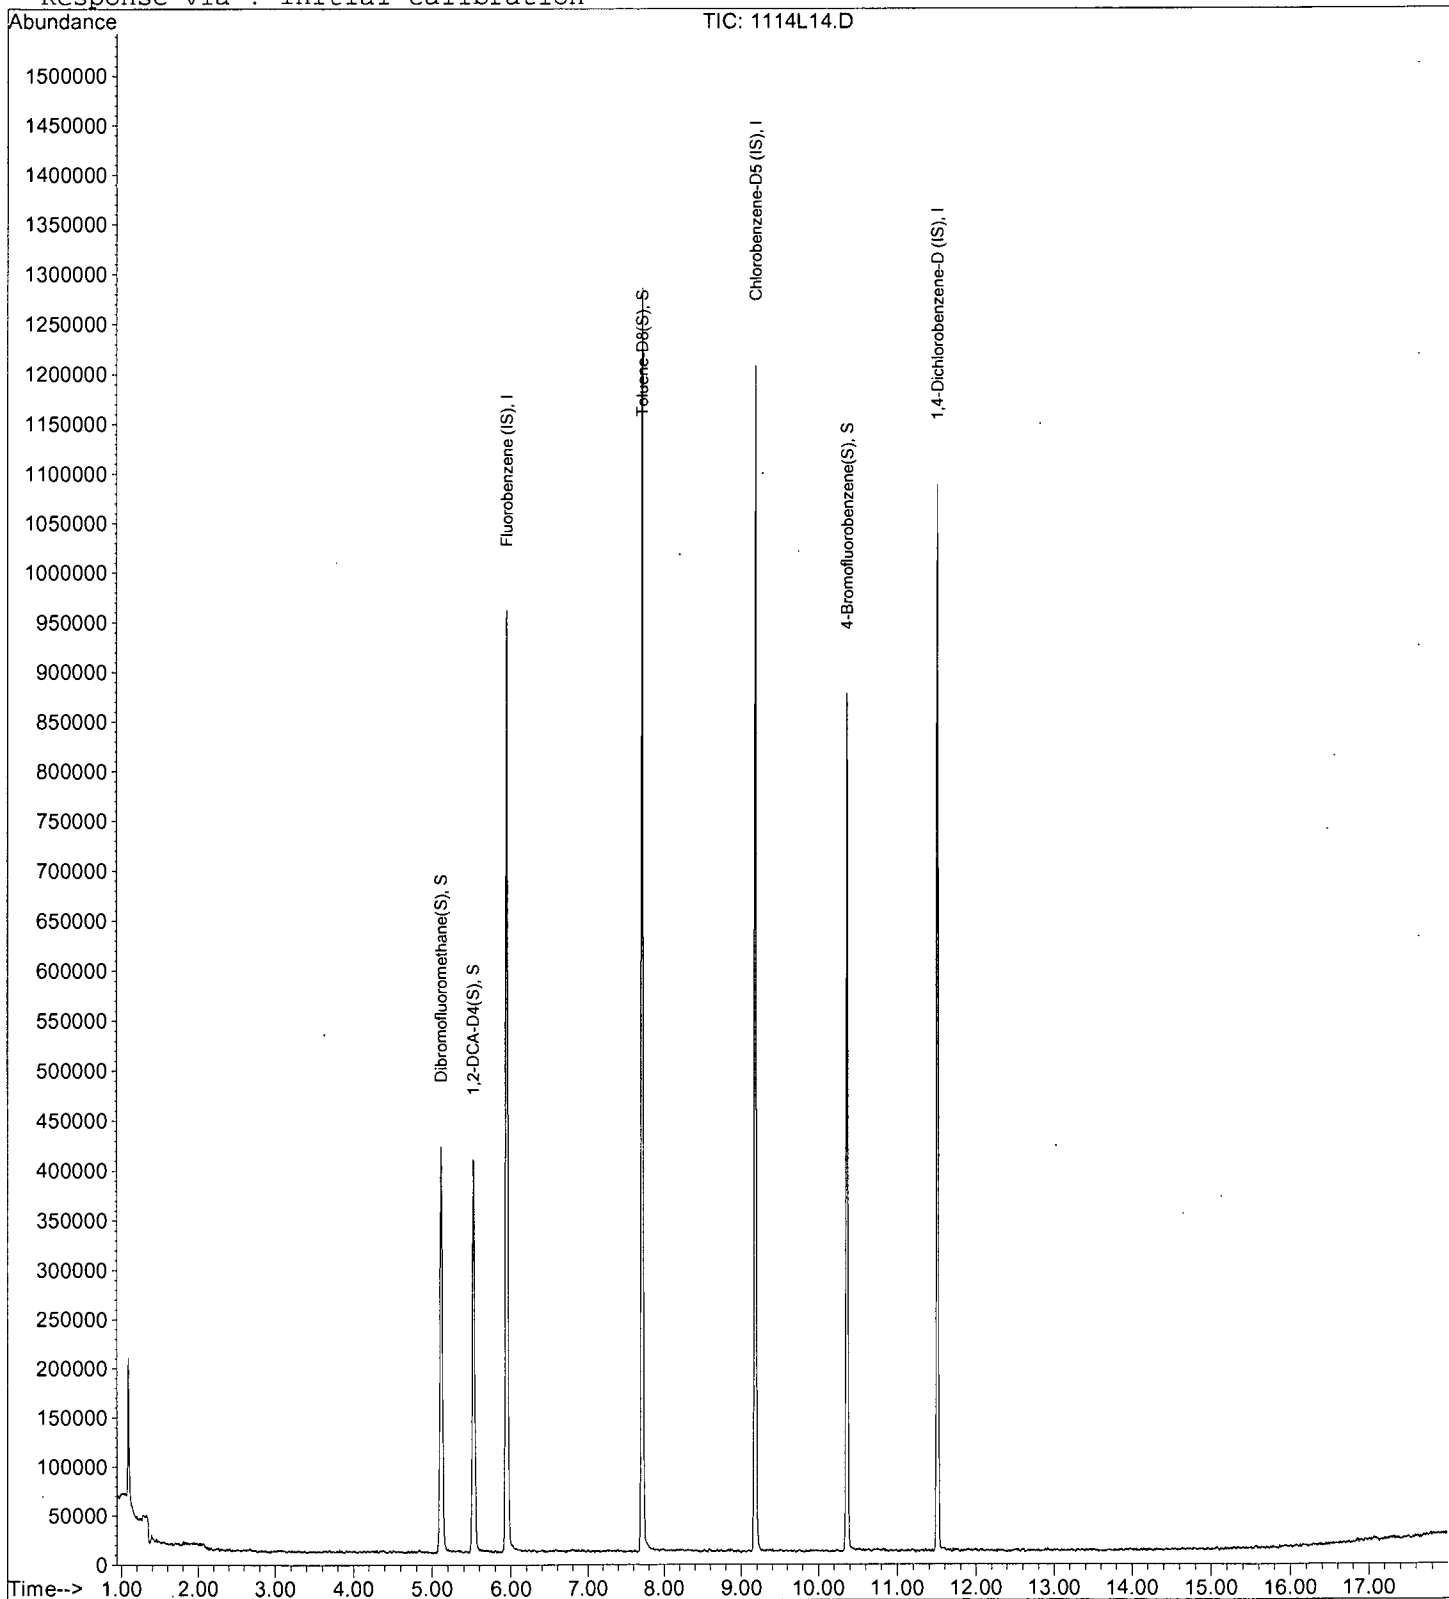 Response via : Initial Calibration
Abundance
TIC: 1114L14.D
1500000
1450000
1400000
1350000
1300000
1250000
1200000
1150000
1100000
1050000
1000000
950000
900000
850000
800000
750000
700000
650000
600000
550000
500000
450000
400000
350000
300000
250000
200000
150000
100000
50000
0
Dibromofluoromethane(S), S
1,2-DCA-D4(S), S
Fluorobenzene (IS), I
Toluene-D8(S), S
Chlorobenzene-D5 (IS), I
4-Bromofluorobenzene(S), S
1,4-Dichlorobenzene-D (IS), I
Time--> 1.00 2.00 3.00 4.00 5.00 6.00 7.00 8.00 9.00 10.00 11.00 12.00 13.00 14.00 15.00 16.00 17.00